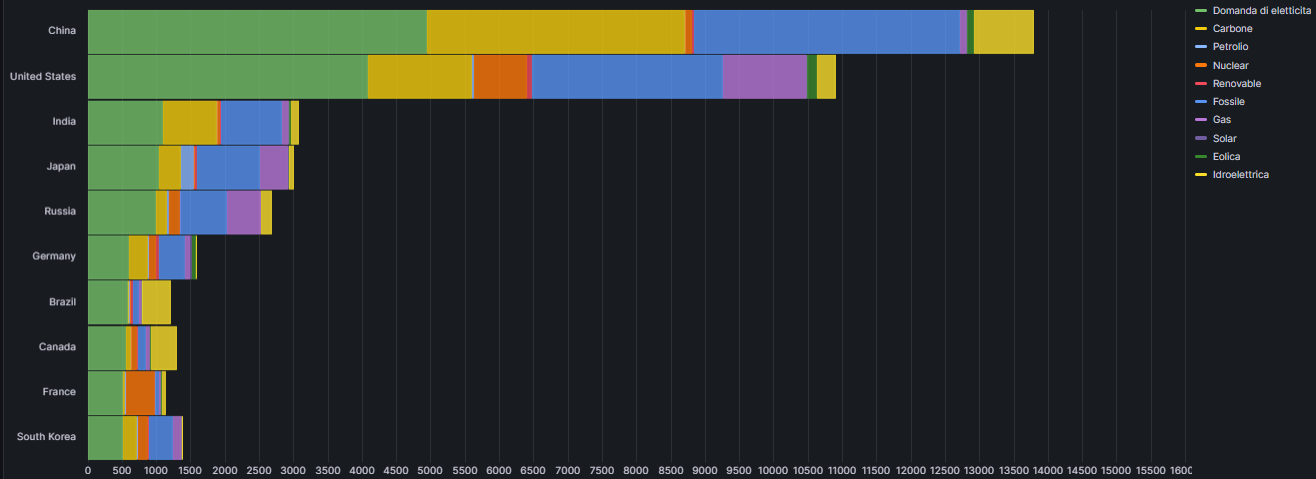 China
United States
India
Japan
Russia
Germany
Brazil
Canada
France
South Korea
0 500 1000 1500 2000 2500 3000 3500 4000 4500 5000 5500 6000 6500 7000 7500 8000 8500 9000 9500 10000 10500 11000 11500 12000 12500 13000 13500 14000 14500 15000 15500 1600
Domanda di eletticita
Carbone
Petrolio
Nuclear
Renovable
Fossile
Gas
Solar
Eolica
Idroelettrica